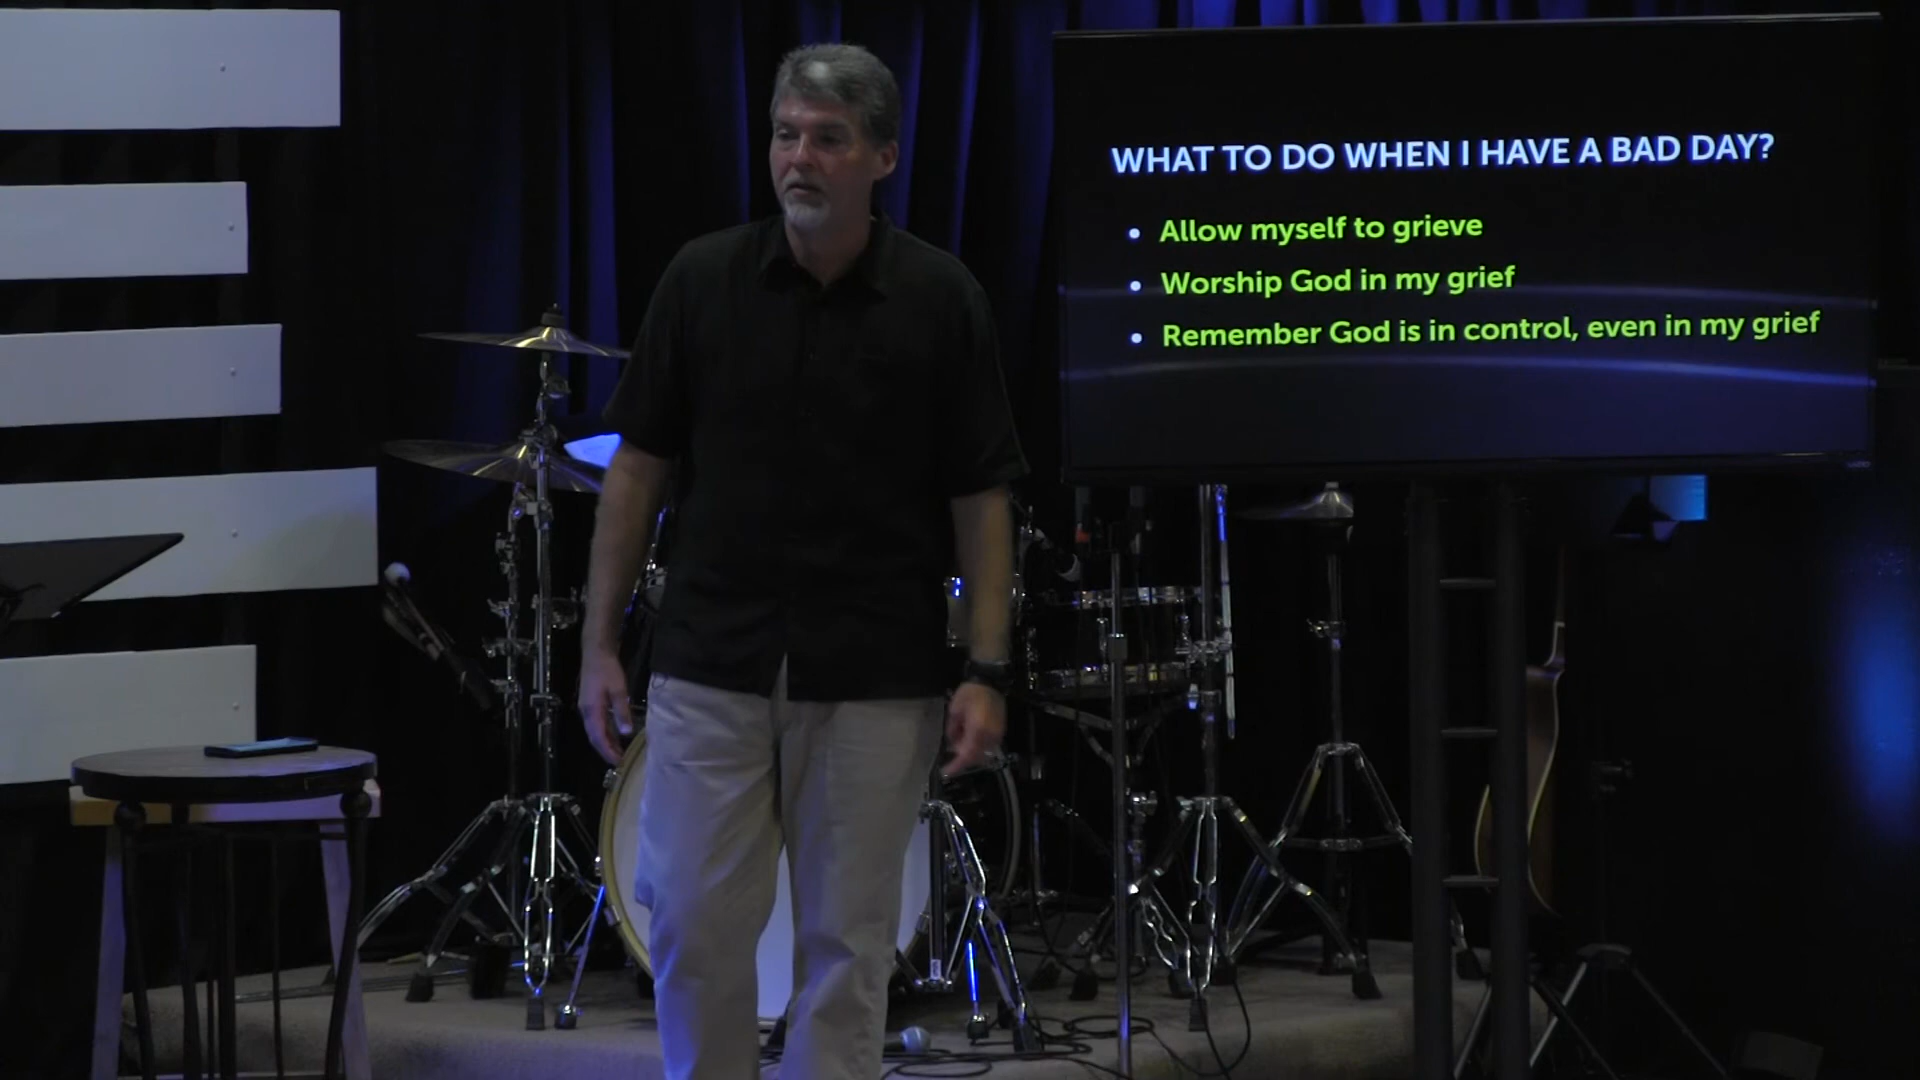 WHAT TO DO WHEN I HAVE A BAD DAY?
• Allow myself to grieve
• Worship God in my grief
• Remember God is in control, even in my grief